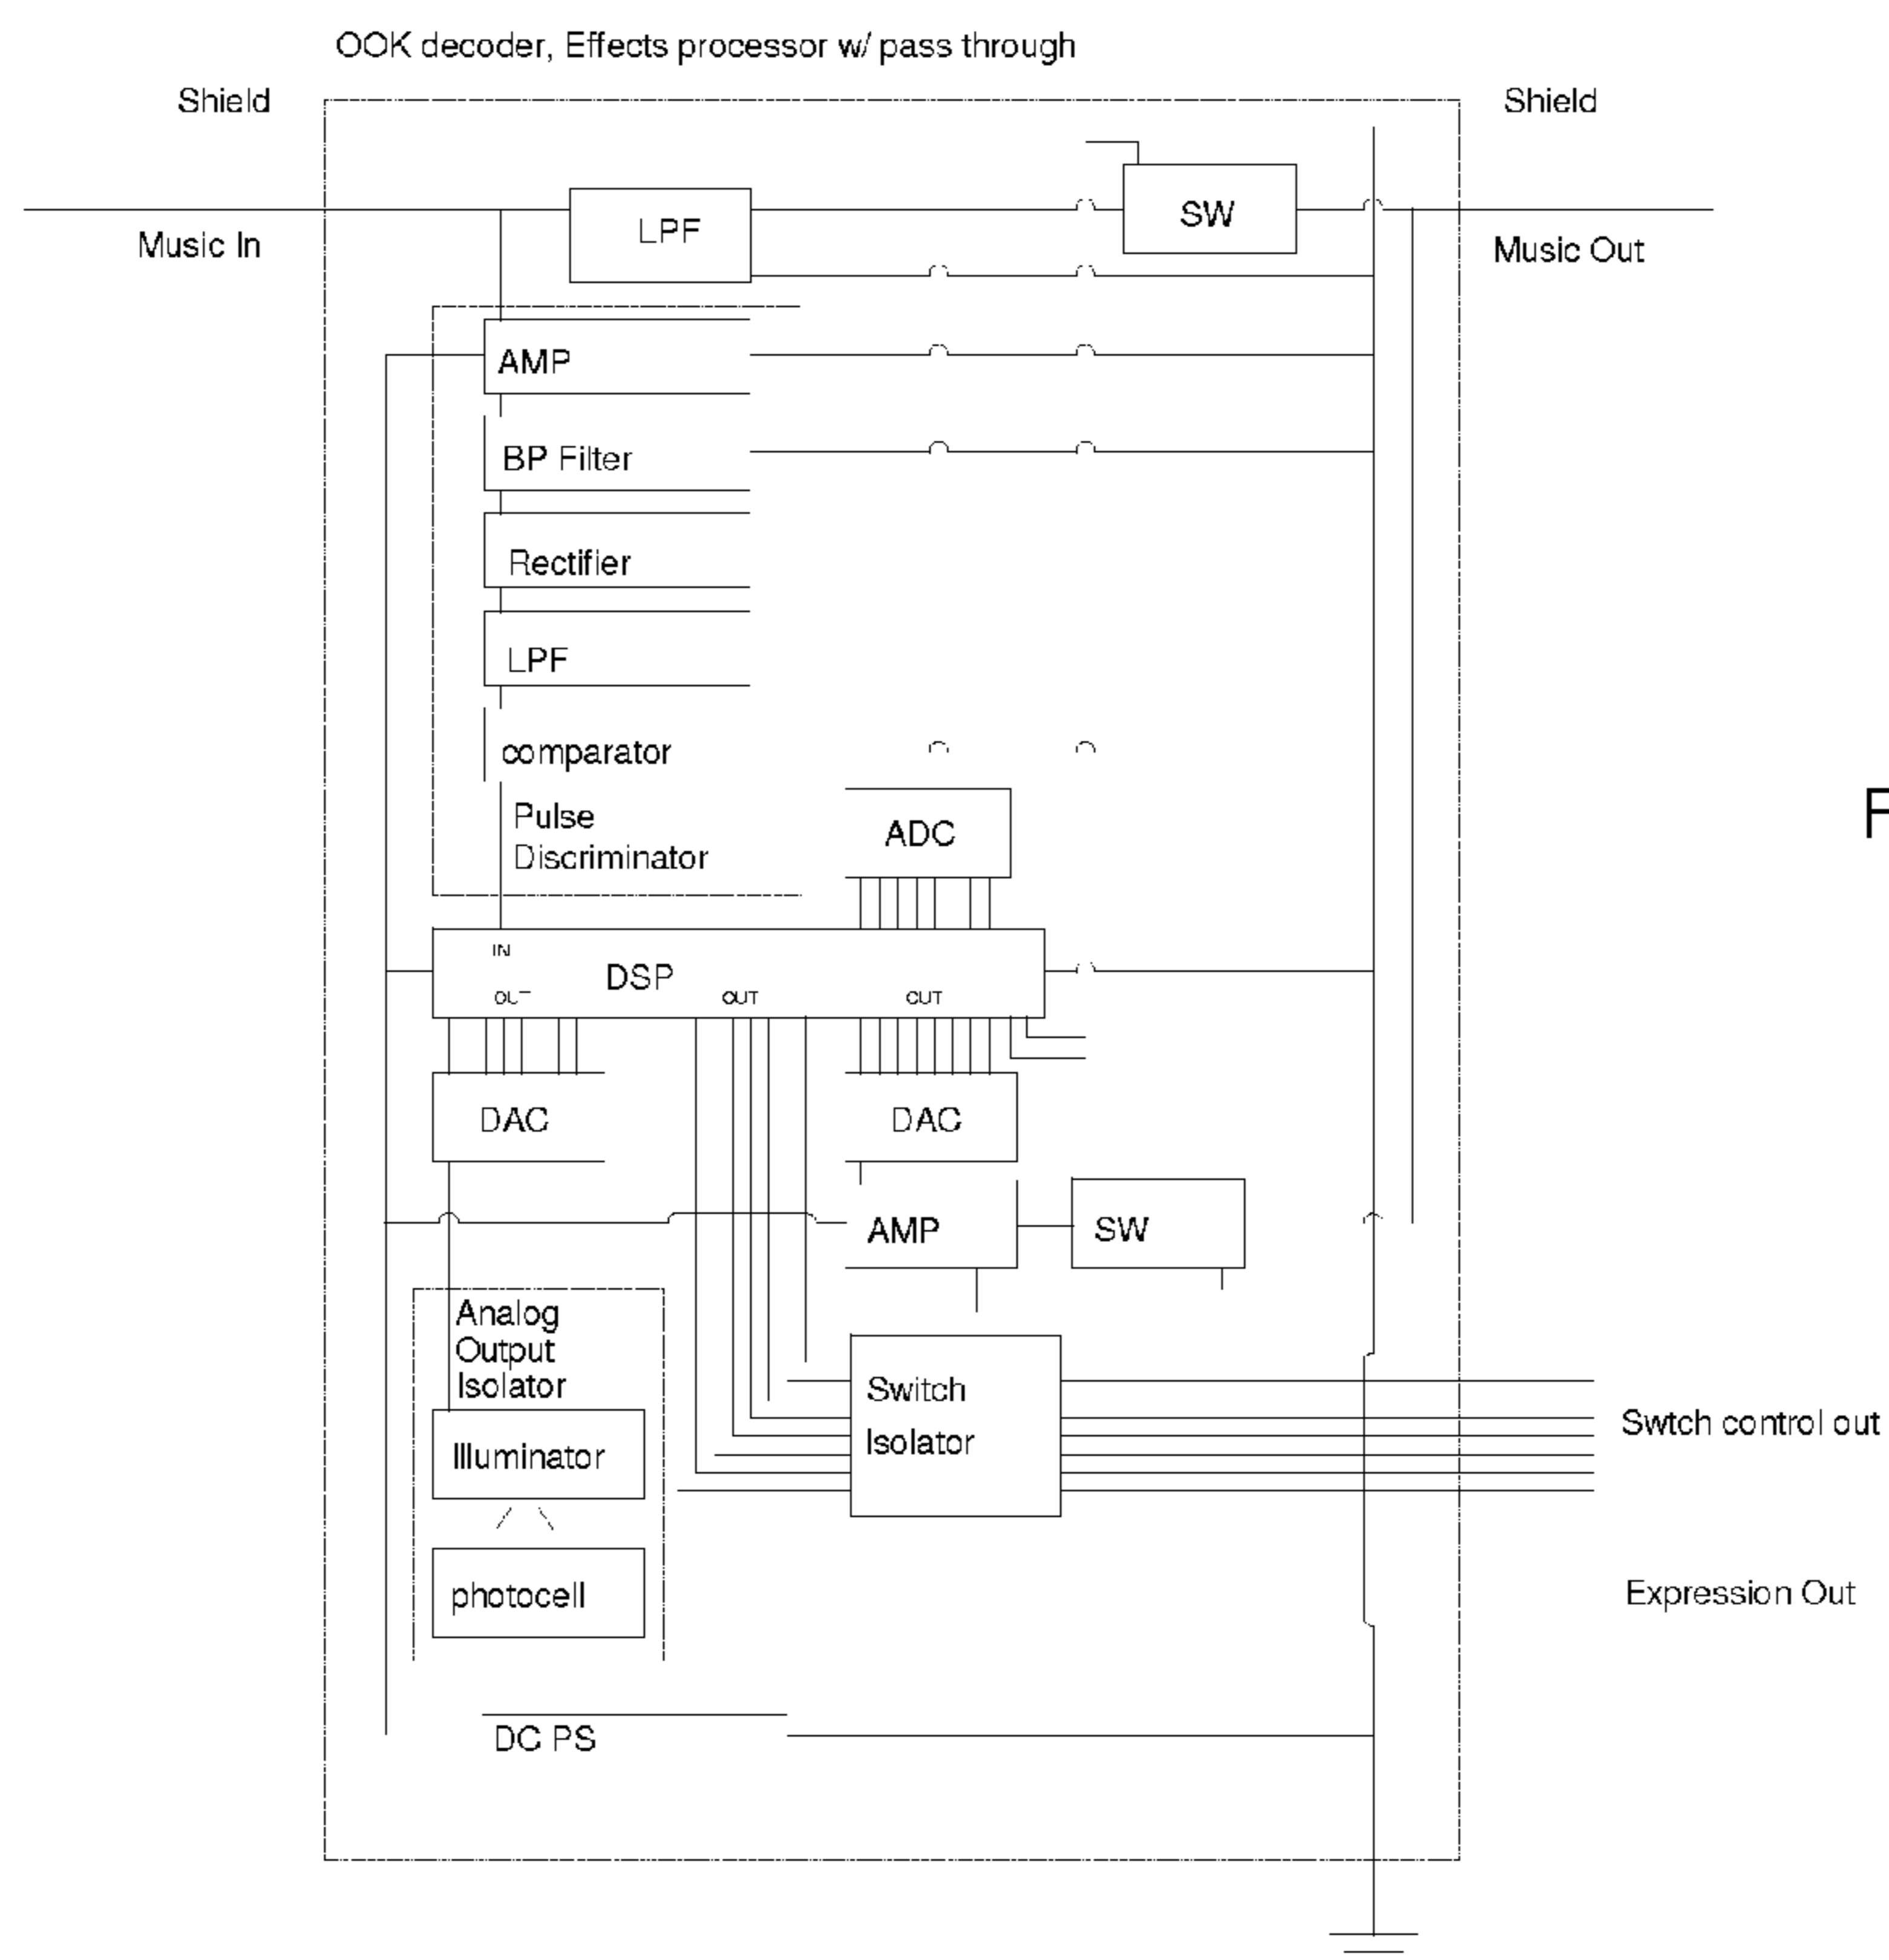 OOK decoder, Effects processor w/ pass through
Shield
Shield
LPF
SW
Music In
Music Out
AMP
BP Filter
Rectifier
LPF
comparator
Pulse
Discriminator
ADC
F
IN
DSP
OUT
OUT
OUT
DAC
DAC
AMP
SW
Analog
Output
Isolator
Switch
Isolator
Swtch control out
Illuminator
photocell
Expression Out
DC PS